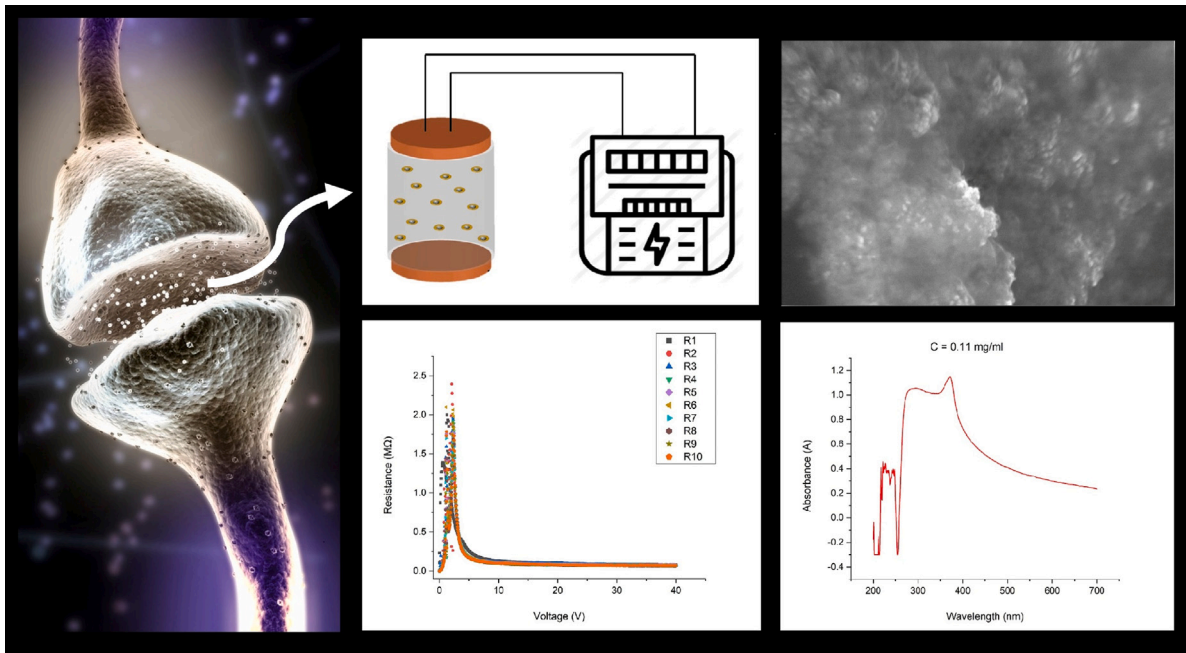 R1
R2
R3
R4
R5
R6
R7
R8
R9
R10
2.5
2.0
1.5
1.0
0.5
0.0
Resistance (MΩ)
0 10 20 30 40
Voltage (V)
C = 0.11 mg/ml
1.2
1.0
0.8
0.6
0.4
0.2
0.0
-0.2
-0.4
Absorbance (A)
200 300 400 500 600 700
Wavelength (nm)